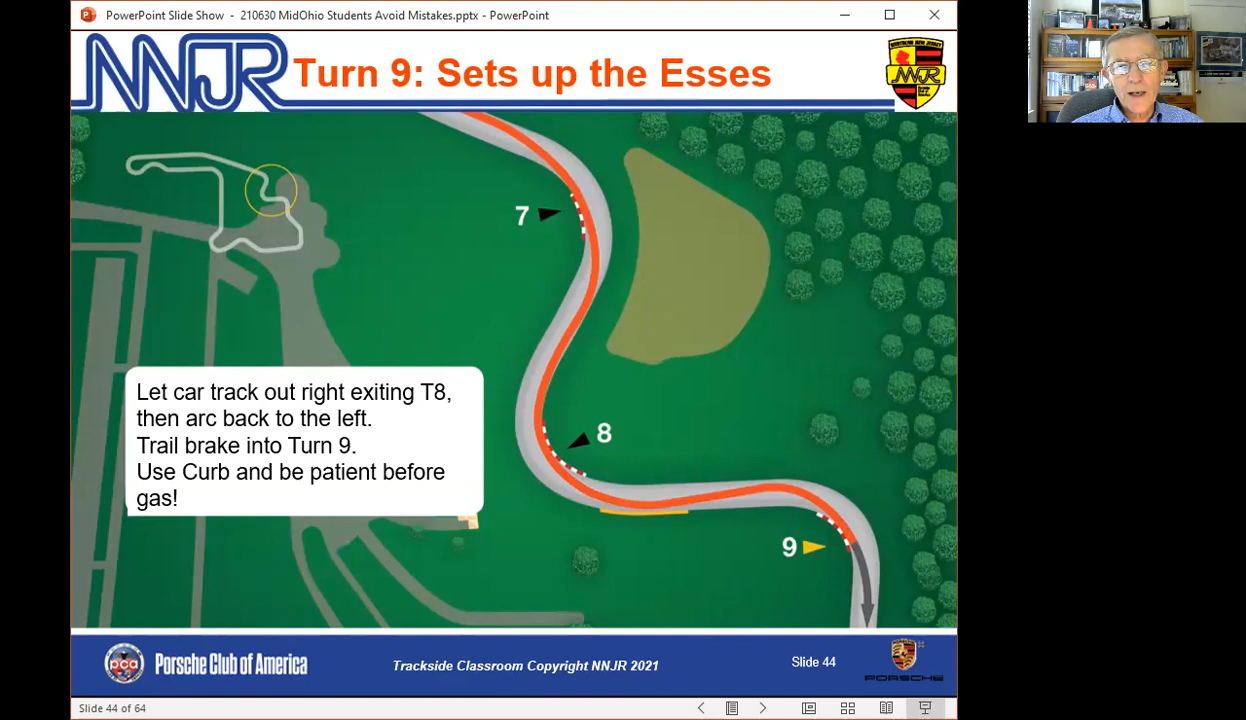 PowerPoint Slide Show - 210630 MidOhio Students Avoid Mistakes.pptx - PowerPoint
NNJR
Turn 9: Sets up the Esses
NNJR
7
8
9
Let car track out right exiting T8,
then arc back to the left.
Trail brake into Turn 9.
Use Curb and be patient before
gas!
pca
Porsche Club of America
Trackside Classroom Copyright NNJR 2021
Slide 44
PORSCHE
Slide 44 of 64